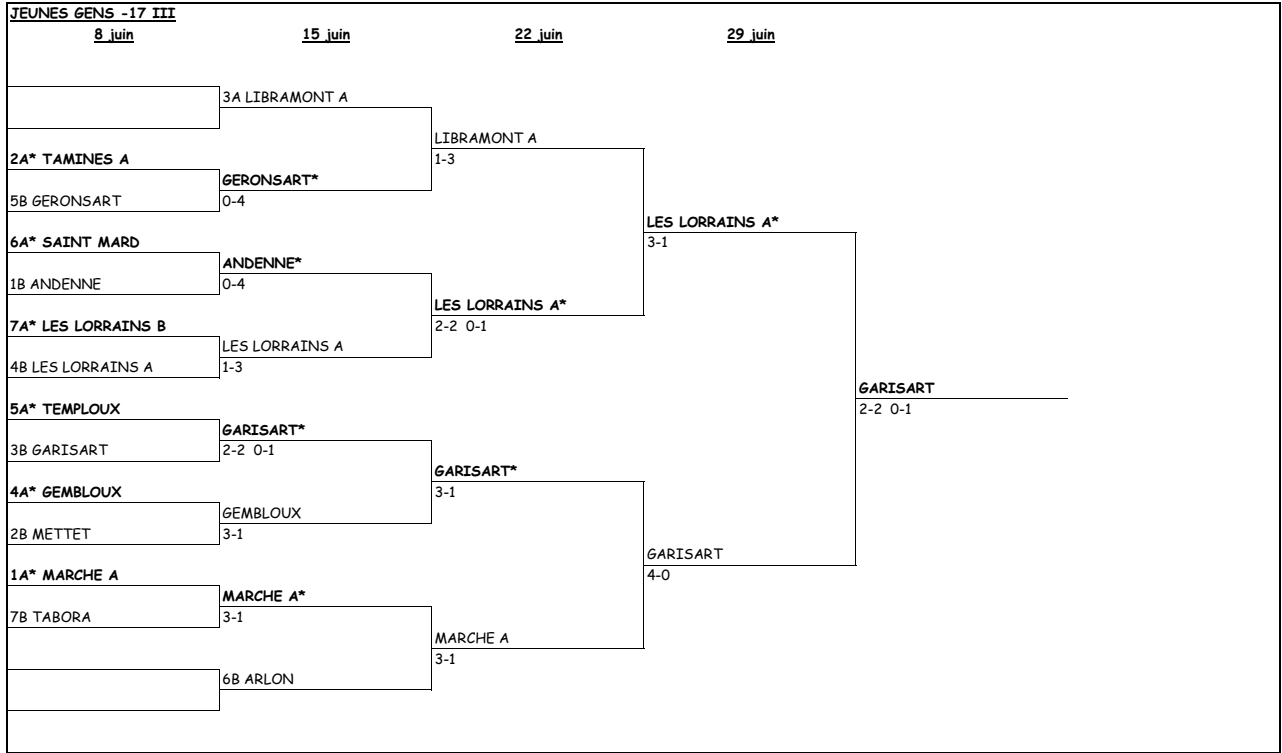 JEUNES GENS -17 III
8 juin 15 juin 22 juin 29 juin
3A LIBRAMONT A
LIBRAMONT A
2A* TAMINES A
1-3
GERONSART*
5B GERONSART
0-4
LES LORRAINS A*
6A* SAINT MARD
3-1
ANDENNE*
1B ANDENNE
0-4
LES LORRAINS A*
7A* LES LORRAINS B
2-2 0-1
LES LORRAINS A
4B LES LORRAINS A
1-3
GARISART
5A* TEMPLOUX
2-2 0-1
GARISART*
3B GARISART
2-2 0-1
GARISART*
4A* GEMBLOUX
3-1
GEMBLOUX
2B METTET
3-1
GARISART
1A* MARCHE A
4-0
MARCHE A*
7B TABORA
3-1
MARCHE A
3-1
6B ARLON